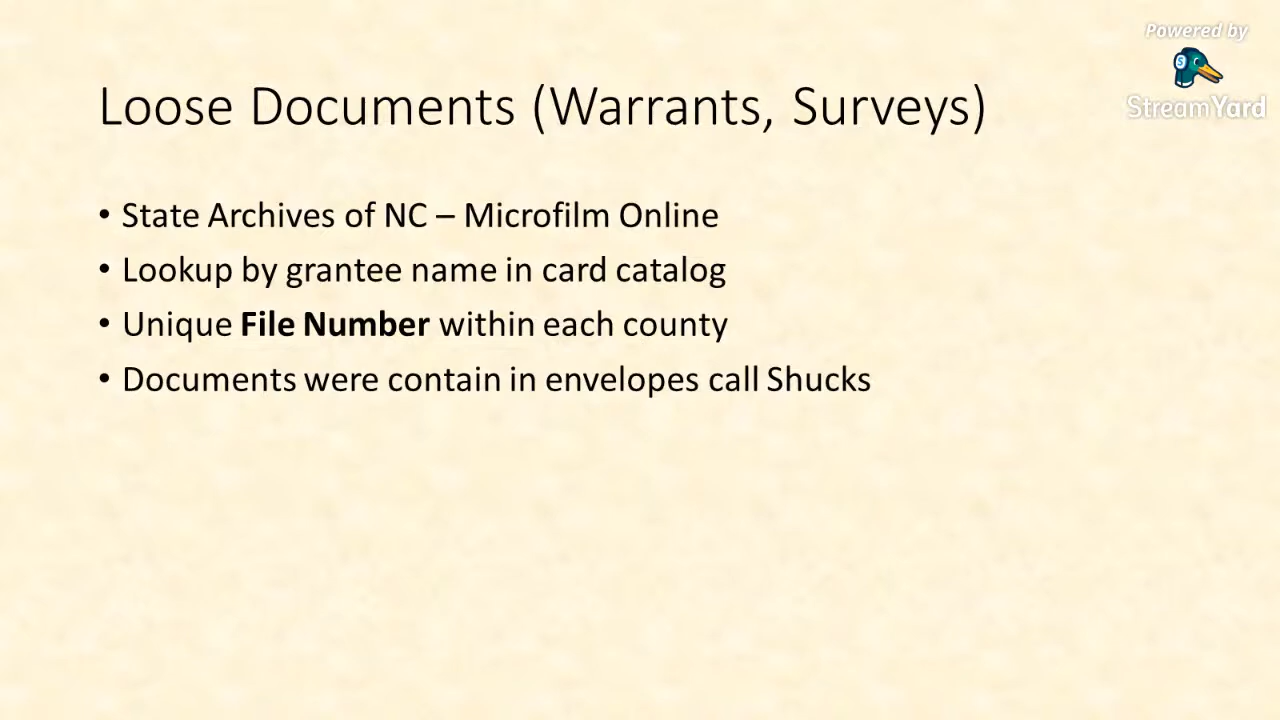 Powered by
StreamYard
Loose Documents (Warrants, Surveys)
• State Archives of NC – Microfilm Online
• Lookup by grantee name in card catalog
• Unique File Number within each county
• Documents were contain in envelopes call Shucks